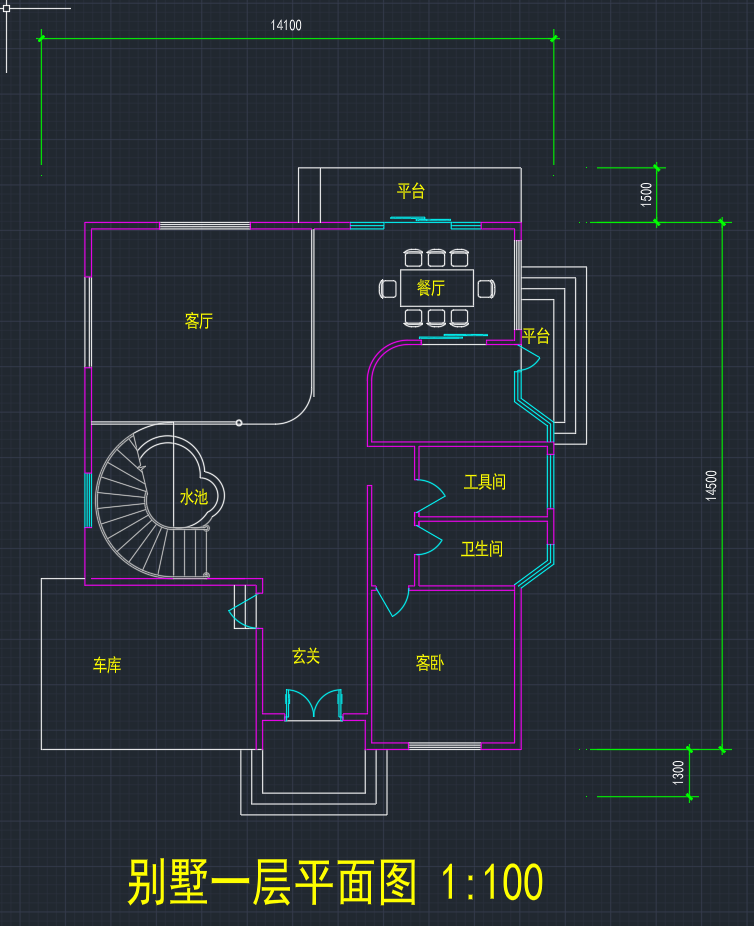 14100
平台
1500
餐厅
客厅
平台
工具间
14500
水池
卫生间
玄关
车库
客卧
1300
别墅一层平面图 1:100